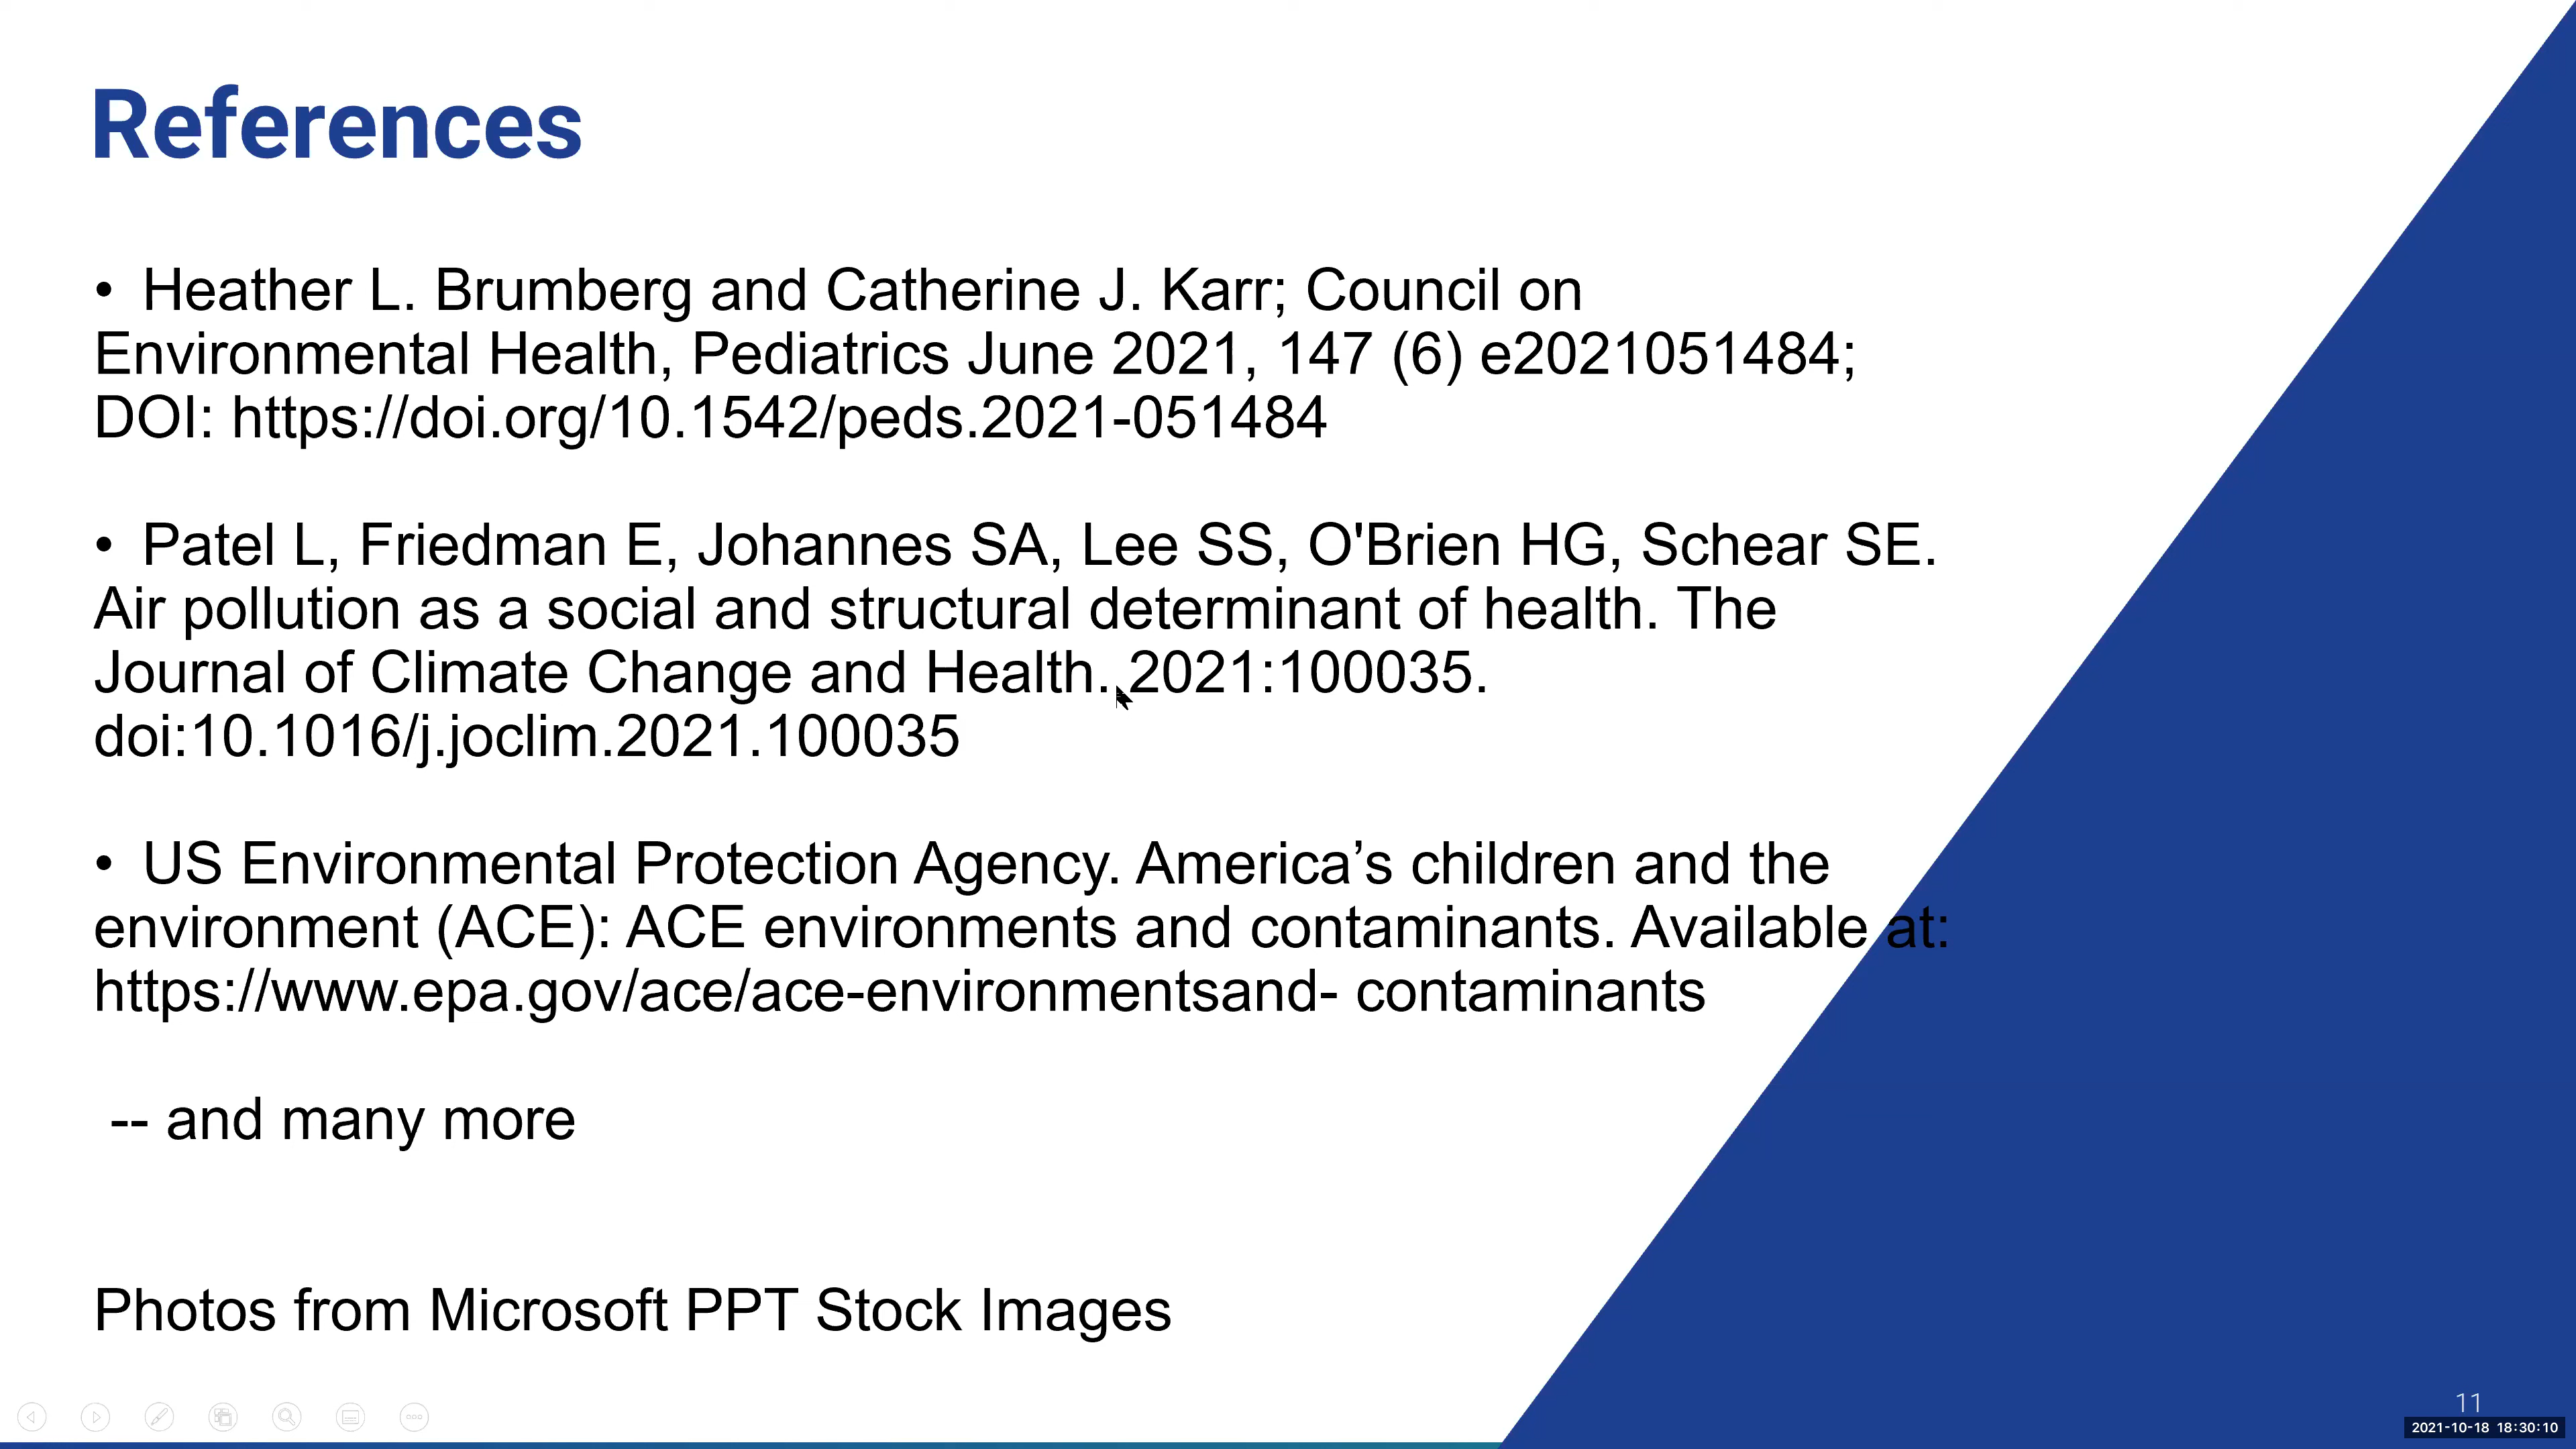 References
• Heather L. Brumberg and Catherine J. Karr; Council on
Environmental Health, Pediatrics June 2021, 147 (6) e2021051484;
DOI: https://doi.org/10.1542/peds.2021-051484
• Patel L, Friedman E, Johannes SA, Lee SS, O'Brien HG, Schear SE.
Air pollution as a social and structural determinant of health. The
Journal of Climate Change and Health. 2021:100035.
doi:10.1016/j.joclim.2021.100035
• US Environmental Protection Agency. America’s children and the
environment (ACE): ACE environments and contaminants. Available at:
https://www.epa.gov/ace/ace-environmentsand- contaminants
-- and many more
Photos from Microsoft PPT Stock Images
11
2021-10-18 18:30:10